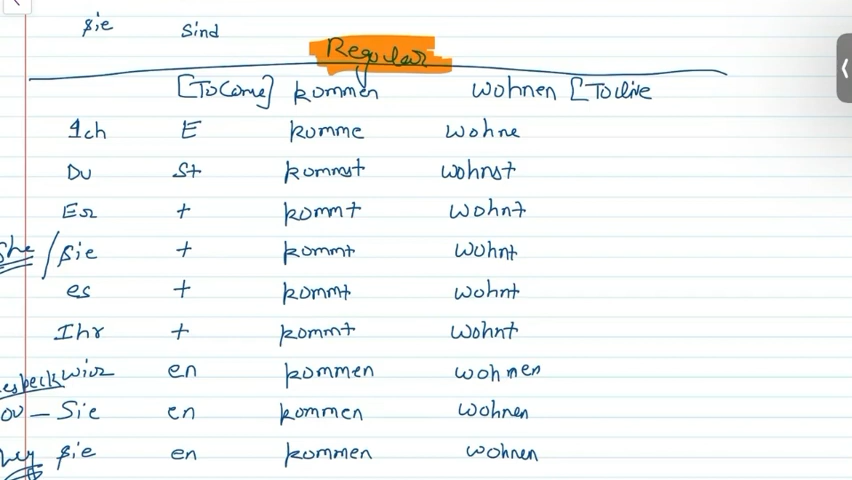 sie sind
Regular
[To Come] kommen wohnen [To live
Ich E komme wohne
Du St kommst wohnst
Er t kommt wohnt
she / sie t kommt wohnt
es t kommt wohnt
Ihr t kommt wohnt
wir en kommen wohnen
Sie en kommen wohnen
sie en kommen wohnen